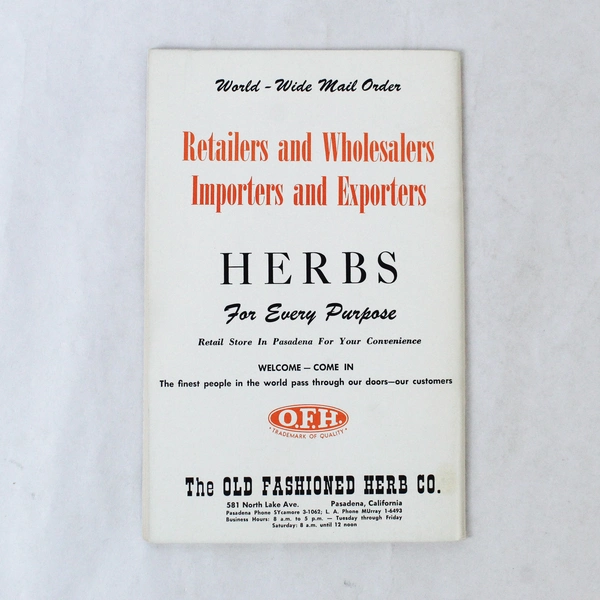 World - Wide Mail Order
Retailers and Wholesalers
Importers and Exporters
HERBS
For Every Purpose
Retail Store In Pasadena For Your Convenience
WELCOME — COME IN
The finest people in the world pass through our doors—our customers
O.F.H.
"TRADEMARK OF QUALITY"
The OLD FASHIONED HERB CO.
581 North Lake Ave. Pasadena, California
Pasadena Phone SYcamore 3-1062; L. A. Phone MUrray 1-6493
Business Hours: 8 a.m. to 5 p.m. — Tuesday through Friday
Saturday: 8 a.m. until 12 noon